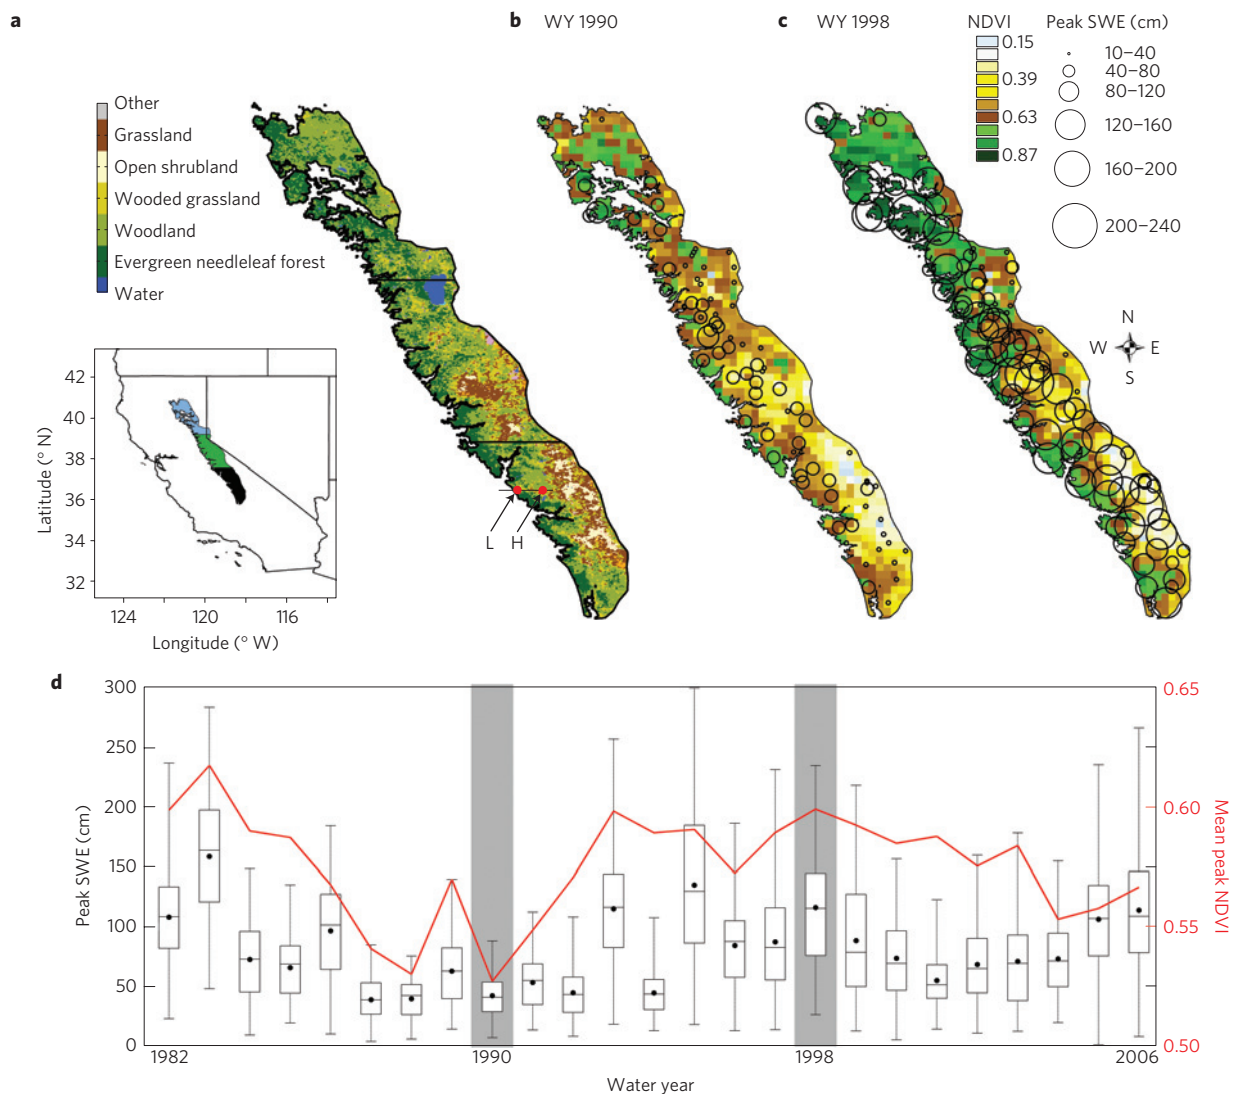 a
b WY 1990
c WY 1998
NDVI
0.15
0.39
0.63
0.87
Peak SWE (cm)
10–40
40–80
80–120
120–160
160–200
200–240
Other
Grassland
Open shrubland
Wooded grassland
Woodland
Evergreen needleleaf forest
Water
N
W E
S
L H
42
40
38
36
34
32
Latitude (° N)
124 120 116
Longitude (° W)
d
300
250
200
150
100
50
0
Peak SWE (cm)
0.65
0.60
0.55
0.50
Mean peak NDVI
1982 1990 1998 2006
Water year